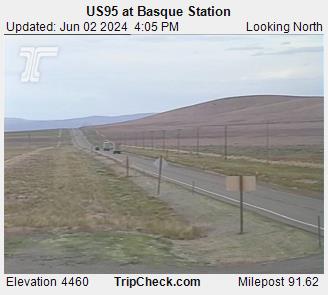 US95 at Basque Station
Updated: Jun 02 2024 4:05 PM Looking North
Elevation 4460 TripCheck.com Milepost 91.62